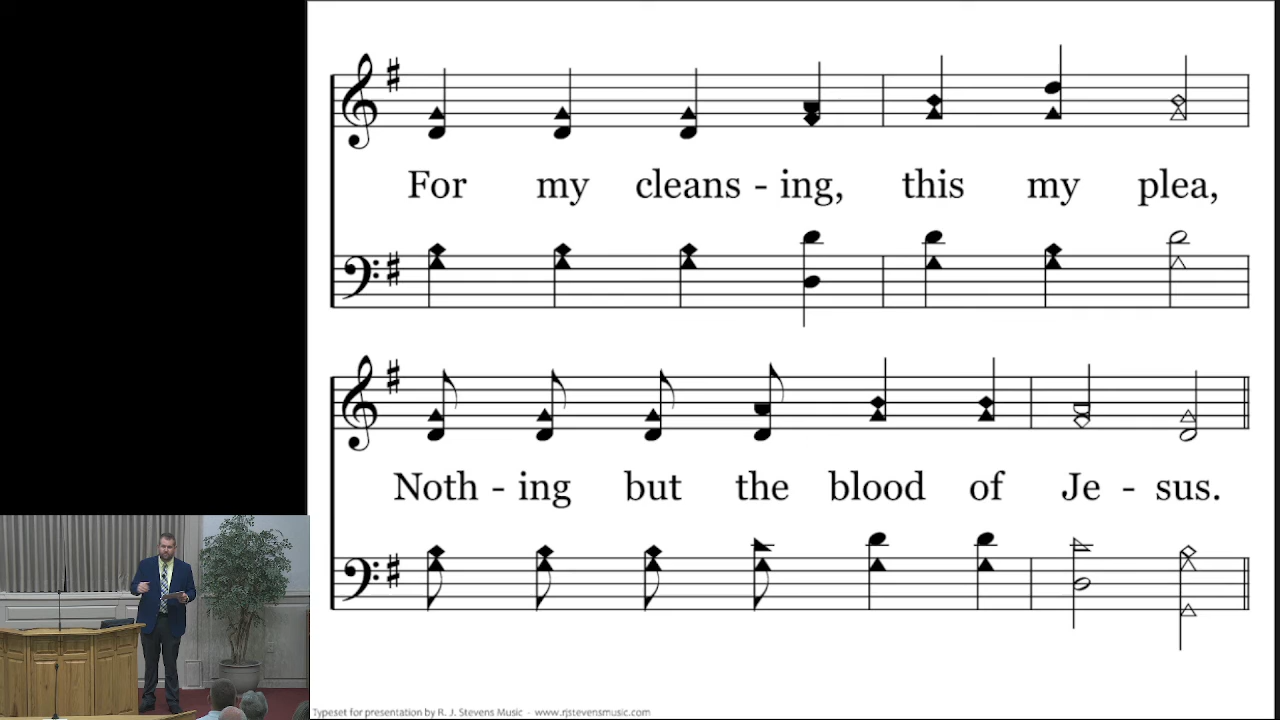 For my cleans - ing, this my plea,
Noth - ing but the blood of Je - sus.
Typeset for presentation by R. J. Stevens Music - www.rjstevensmusic.com